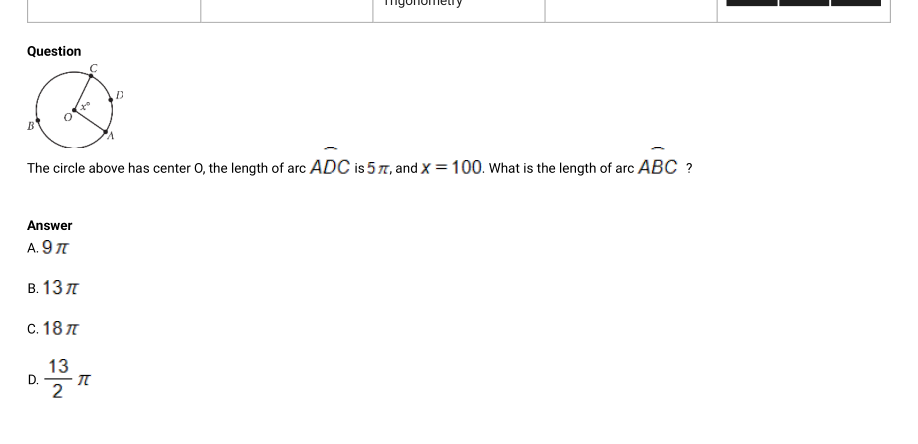 Trigonometry
Question
C
D
x°
O
B
A
The circle above has center O, the length of arc ADC is 5π, and x = 100. What is the length of arc ABC ?
Answer
A. 9π
B. 13π
C. 18π
D. 13/2 π